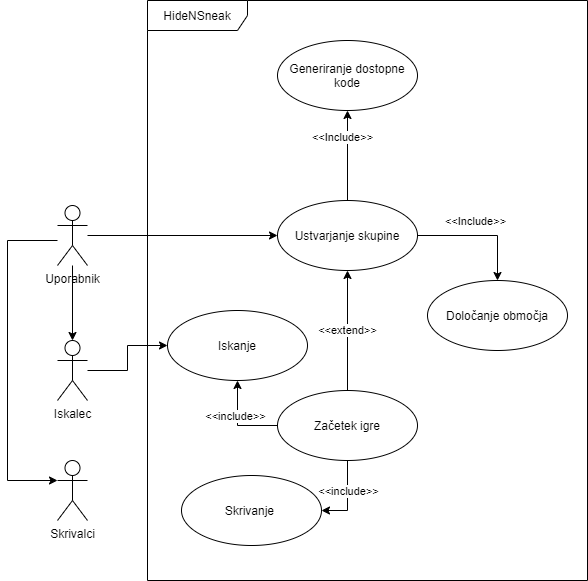 HideNSneak
Generiranje dostopne
kode
<<Include>>
Ustvarjanje skupine
<<Include>>
Uporabnik
Določanje območja
<<extend>>
Iskanje
Iskalec
<<include>>
Začetek igre
<<include>>
Skrivanje
Skrivalci